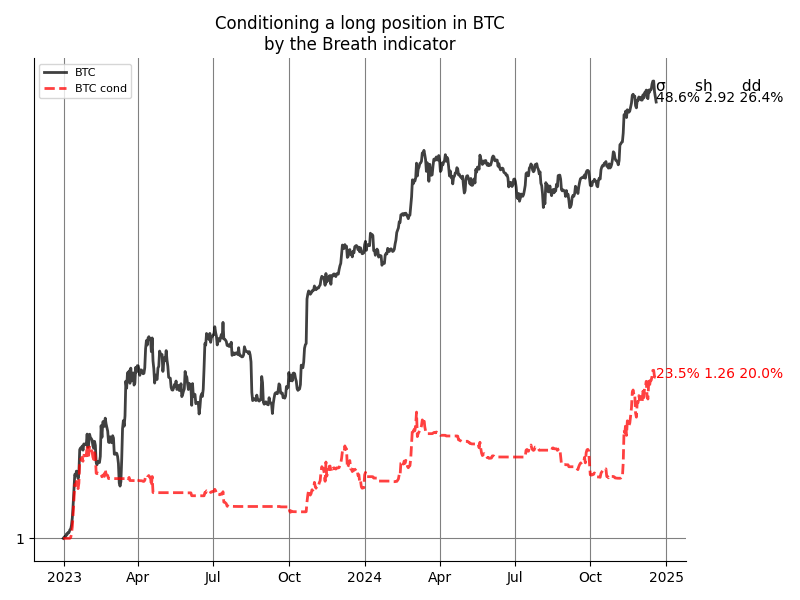 Conditioning a long position in BTC
by the Breath indicator
BTC
BTC cond
σ sh dd
48.6% 2.92 26.4%
23.5% 1.26 20.0%
1
2023 Apr Jul Oct 2024 Apr Jul Oct 2025